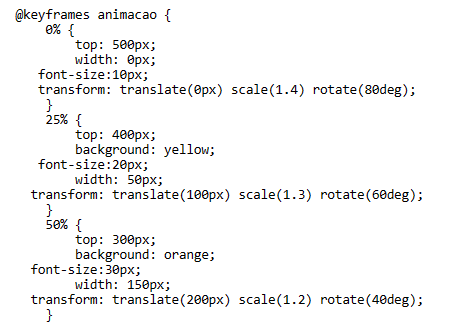 @keyframes animacao {
0% {
top: 500px;
width: 0px;
font-size:10px;
transform: translate(0px) scale(1.4) rotate(80deg);
}
25% {
top: 400px;
background: yellow;
font-size:20px;
width: 50px;
transform: translate(100px) scale(1.3) rotate(60deg);
}
50% {
top: 300px;
background: orange;
font-size:30px;
width: 150px;
transform: translate(200px) scale(1.2) rotate(40deg);
}